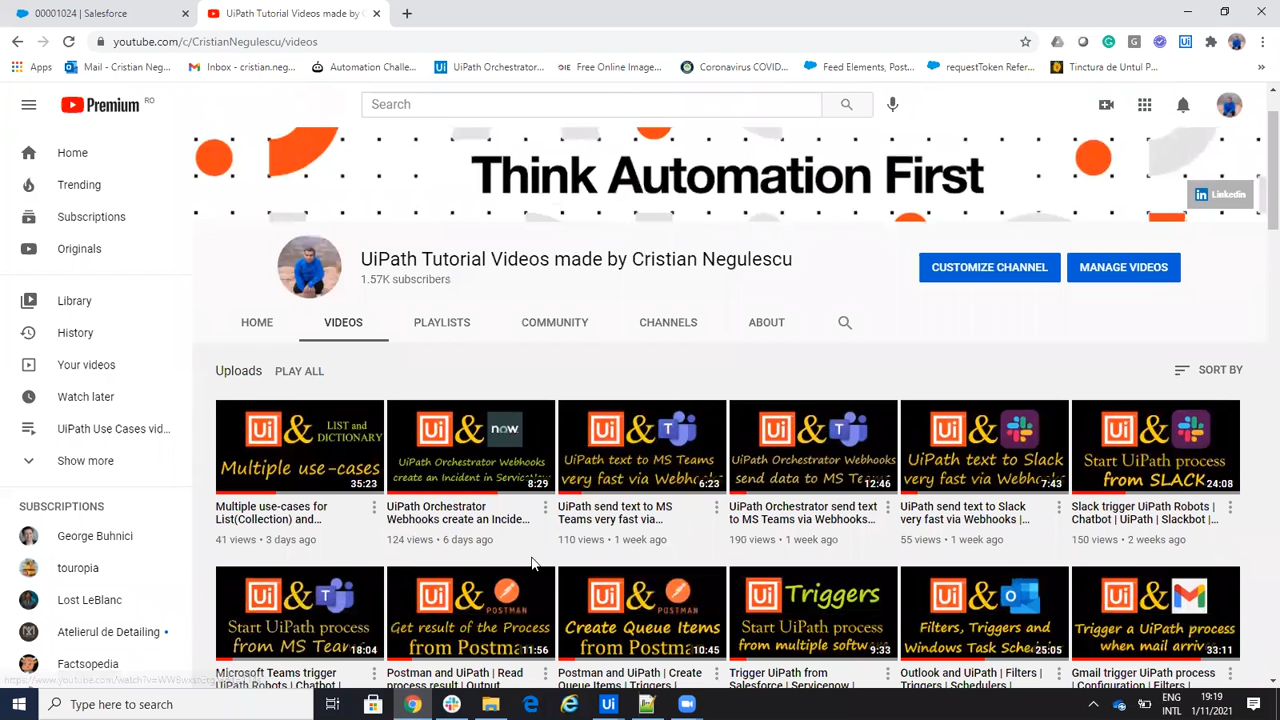 00001024 | Salesforce
UiPath Tutorial Videos made by C
youtube.com/c/CristianNegulescu/videos
Apps
Mail - Cristian Neg...
Inbox - cristian.neg...
Automation Challe...
UiPath Orchestrator...
Free Online Image...
Coronavirus COVID...
Feed Elements, Post...
requestToken Refer...
Tinctura de Untul P...
Premium RO
Search
Home
Trending
Subscriptions
Originals
Library
History
Your videos
Watch later
UiPath Use Cases vid...
Show more
SUBSCRIPTIONS
George Buhnici
touropia
Lost LeBlanc
Atelierul de Detailing
Factsopedia
Think Automation First
in Linkedin
UiPath Tutorial Videos made by Cristian Negulescu
1.57K subscribers
CUSTOMIZE CHANNEL
MANAGE VIDEOS
HOME
VIDEOS
PLAYLISTS
COMMUNITY
CHANNELS
ABOUT
Uploads PLAY ALL
SORT BY
Ui & LIST and
DICTIONARY
Multiple use-cases
35:23
Multiple use-cases for
List(Collection) and...
41 views • 3 days ago
Ui & now
UiPath Orchestrator Webhooks
create an Incident in
8:29
UiPath Orchestrator
Webhooks create an Incide...
124 views • 6 days ago
Ui & T
UiPath text to MS Teams
very fast via
6:23
UiPath send text to MS
Teams very fast via...
110 views • 1 week ago
Ui & T
UiPath Orchestrator Webhooks
send data to MS
12:46
UiPath Orchestrator send text
to MS Teams via Webhooks...
190 views • 1 week ago
Ui &
UiPath text to Slack
very fast via
7:43
UiPath send text to Slack
very fast via Webhooks |...
55 views • 1 week ago
Ui &
Start UiPath process
from SLACK
24:08
Slack trigger UiPath Robots |
Chatbot | UiPath | Slackbot |...
150 views • 2 weeks ago
Ui & T
Start UiPath process
from MS
18:04
Microsoft Teams trigger
UiPath Robots | Chatbot |
Ui & POSTMAN
Get result of the Process
from
11:56
Postman and UiPath | Read
process result | Output
Ui & POSTMAN
Create Queue Items
from
10:45
Postman and UiPath | Create
Queue Items | Triggers |
Ui Triggers
Start UiPath process
from multiple
9:33
Trigger UiPath from
Salesforce | Servicenow |
Ui & O
Filters, Triggers and
Windows Task
25:05
Outlook and UiPath | Filters |
Triggers | Schedulers
Ui & M
Trigger a UiPath process
when mail
33:11
Gmail trigger UiPath process
| Configuration | Filters |
Type here to search
ENG
INTL
19:19
1/11/2021